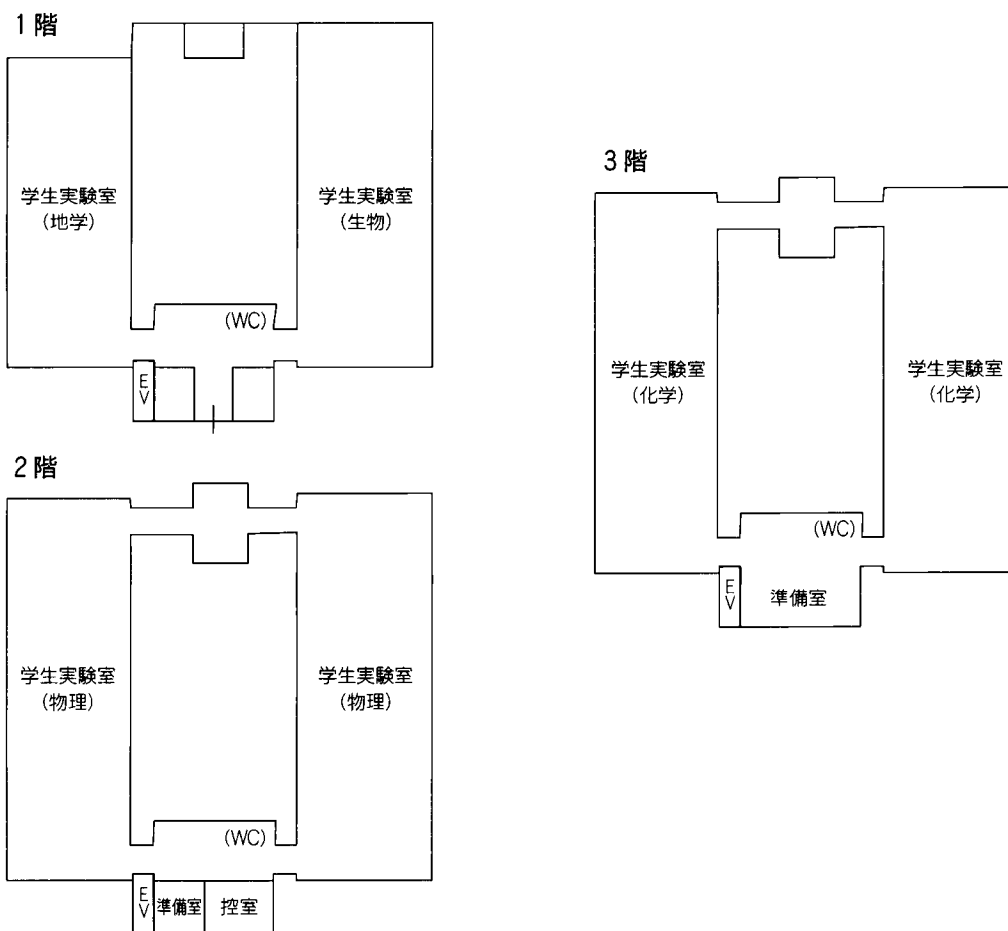 1階
学生実験室
(地学)
学生実験室
(生物)
(WC)
EV
2階
学生実験室
(物理)
学生実験室
(物理)
(WC)
EV
準備室
控室
3階
学生実験室
(化学)
学生実験室
(化学)
(WC)
EV
準備室